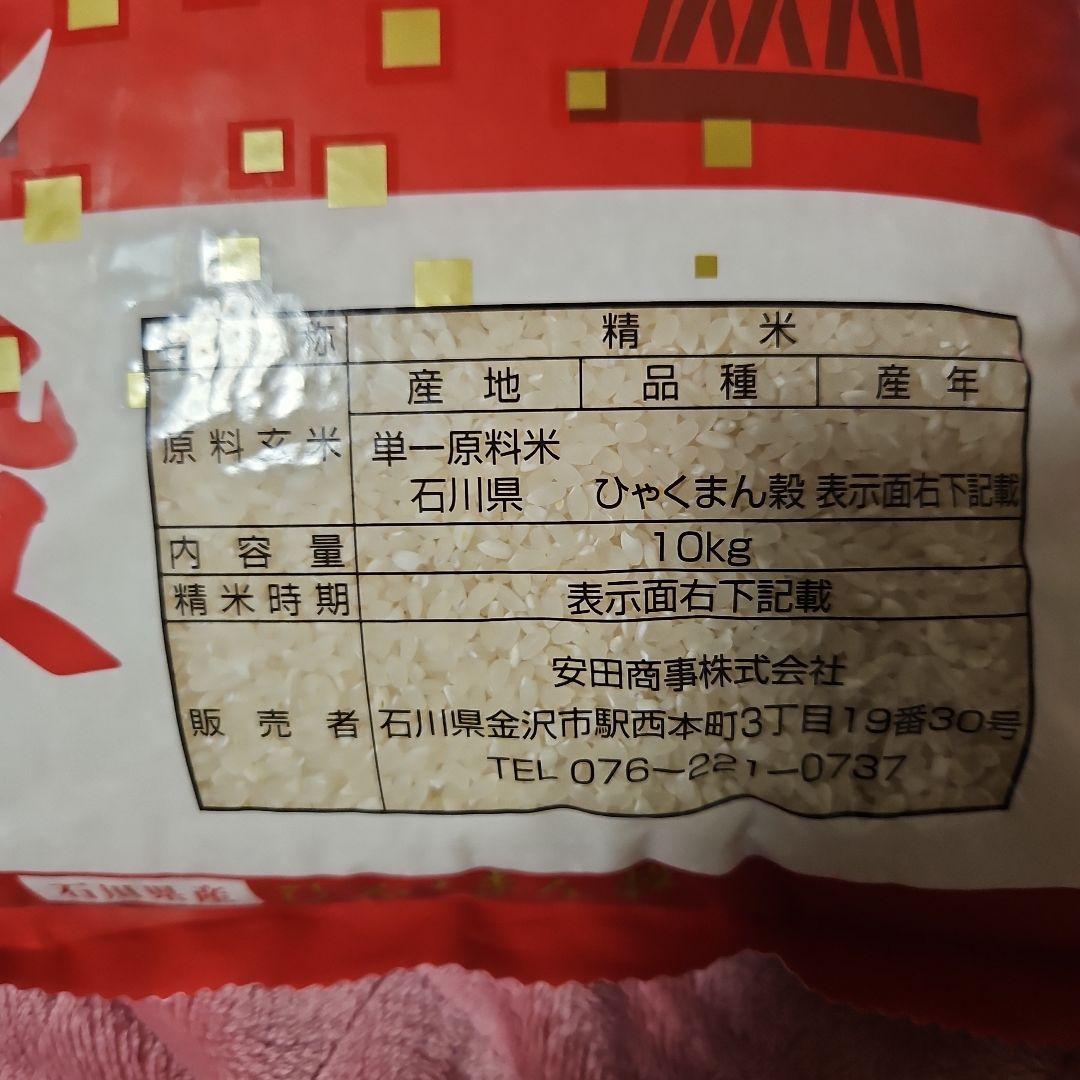 名称 精米
産地 品種 産年
原料玄米 単一原料米
石川県 ひゃくまん穀 表示面右下記載
内容量 10kg
精米時期 表示面右下記載
安田商事株式会社
販売者 石川県金沢市駅西本町3丁目19番30号
TEL 076-221-0737
石川県産